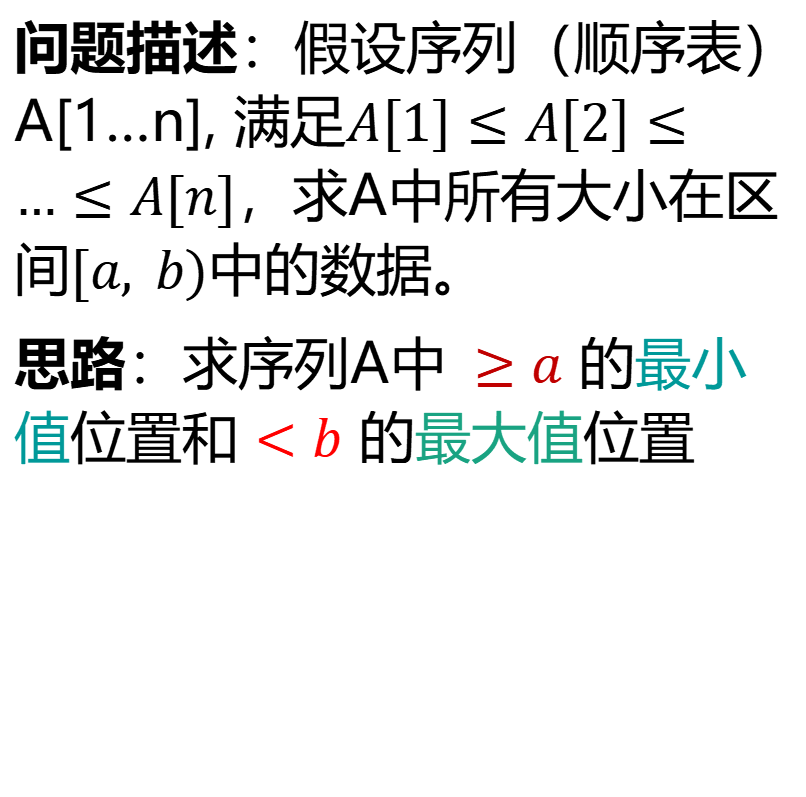 问题描述：假设序列（顺序表）
A[1…n], 满足A[1] ≤ A[2] ≤
… ≤ A[n]，求A中所有大小在区
间[a, b)中的数据。
思路：求序列A中 ≥ a 的最小
值位置和 < b 的最大值位置